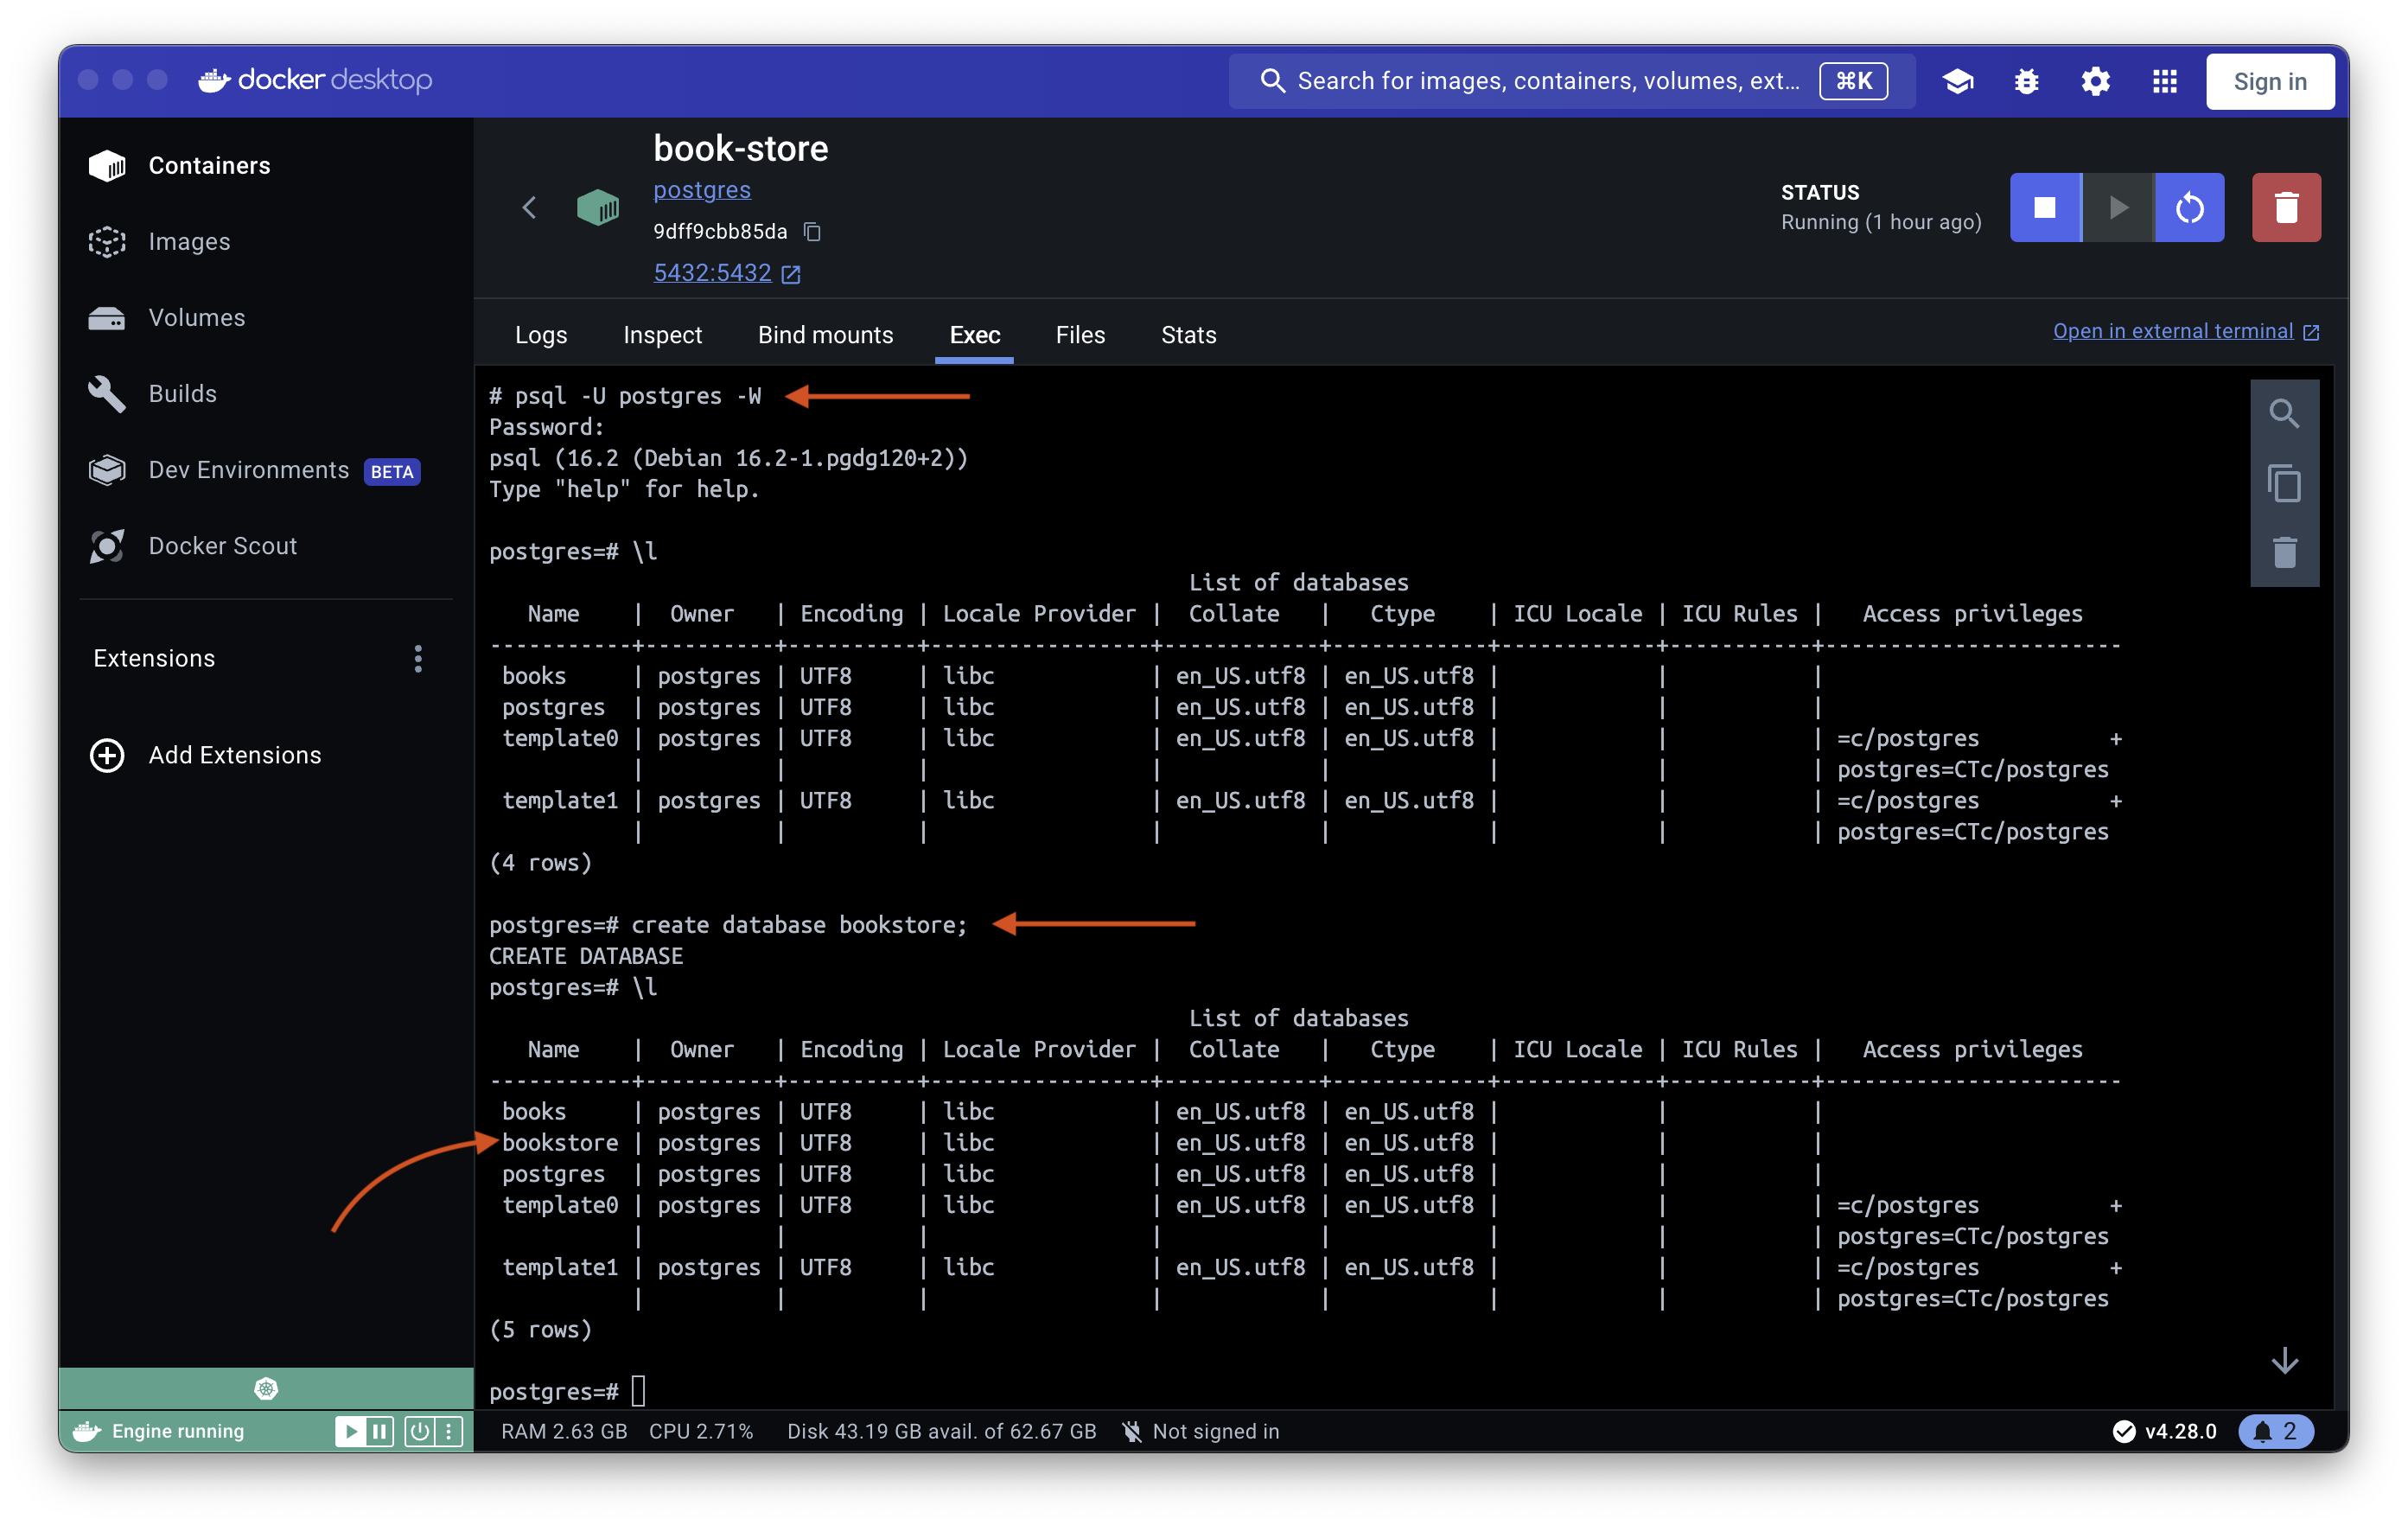 docker desktop
Search for images, containers, volumes, ext... ⌘K
Sign in
Containers
Images
Volumes
Builds
Dev Environments BETA
Docker Scout
Extensions
Add Extensions
book-store
postgres
9dff9cbb85da
5432:5432
STATUS
Running (1 hour ago)
Logs Inspect Bind mounts Exec Files Stats
Open in external terminal
# psql -U postgres -W
Password:
psql (16.2 (Debian 16.2-1.pgdg120+2))
Type "help" for help.
postgres=# \l
List of databases
Name | Owner | Encoding | Locale Provider | Collate | Ctype | ICU Locale | ICU Rules | Access privileges
-----------+----------+----------+-----------------+------------+------------+------------+-----------+-----------------------
books | postgres | UTF8 | libc | en_US.utf8 | en_US.utf8 | | |
postgres | postgres | UTF8 | libc | en_US.utf8 | en_US.utf8 | | |
template0 | postgres | UTF8 | libc | en_US.utf8 | en_US.utf8 | | | =c/postgres +
| | | | | | | | postgres=CTc/postgres
template1 | postgres | UTF8 | libc | en_US.utf8 | en_US.utf8 | | | =c/postgres +
| | | | | | | | postgres=CTc/postgres
(4 rows)
postgres=# create database bookstore;
CREATE DATABASE
postgres=# \l
List of databases
Name | Owner | Encoding | Locale Provider | Collate | Ctype | ICU Locale | ICU Rules | Access privileges
-----------+----------+----------+-----------------+------------+------------+------------+-----------+-----------------------
books | postgres | UTF8 | libc | en_US.utf8 | en_US.utf8 | | |
bookstore | postgres | UTF8 | libc | en_US.utf8 | en_US.utf8 | | |
postgres | postgres | UTF8 | libc | en_US.utf8 | en_US.utf8 | | |
template0 | postgres | UTF8 | libc | en_US.utf8 | en_US.utf8 | | | =c/postgres +
| | | | | | | | postgres=CTc/postgres
template1 | postgres | UTF8 | libc | en_US.utf8 | en_US.utf8 | | | =c/postgres +
| | | | | | | | postgres=CTc/postgres
(5 rows)
postgres=#
Engine running
RAM 2.63 GB CPU 2.71% Disk 43.19 GB avail. of 62.67 GB Not signed in
v4.28.0
2